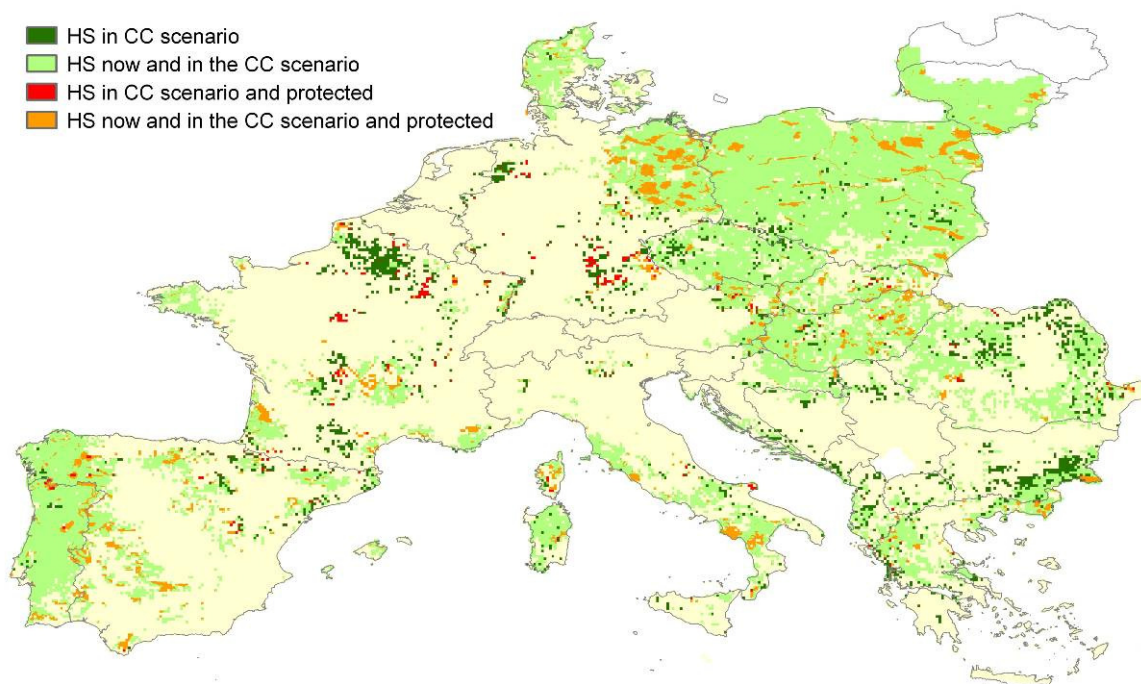 HS in CC scenario
HS now and in the CC scenario
HS in CC scenario and protected
HS now and in the CC scenario and protected